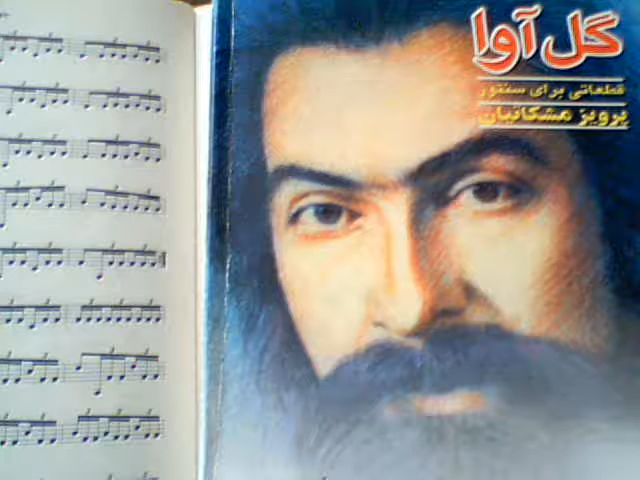 گل آوا
قطعاتی برای سنتور
پرویز مشکاتیان